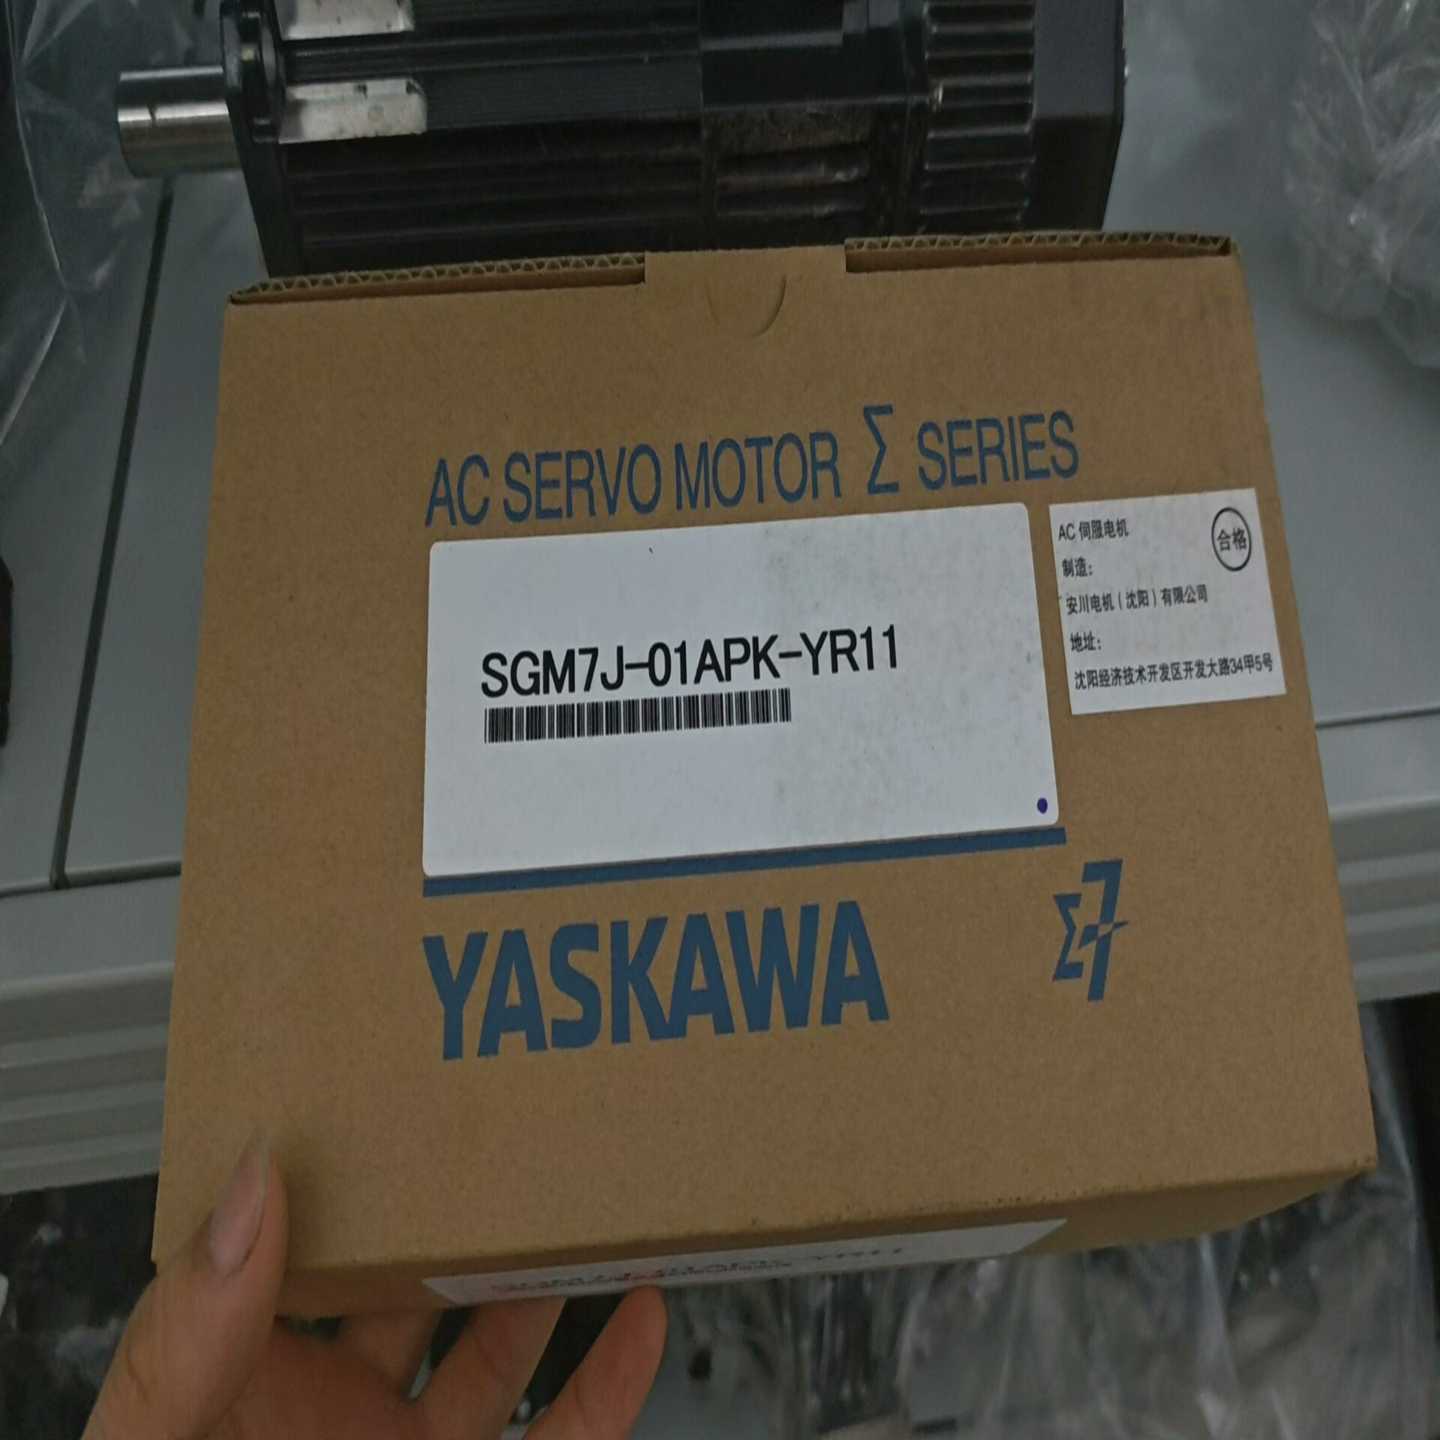 AC SERVO MOTOR Σ SERIES
SGM7J-01APK-YR11
AC 伺服电机
合格
制造:
安川电机(沈阳)有限公司
地址:
沈阳经济技术开发区开发大路34甲5号
YASKAWA
Σ-7